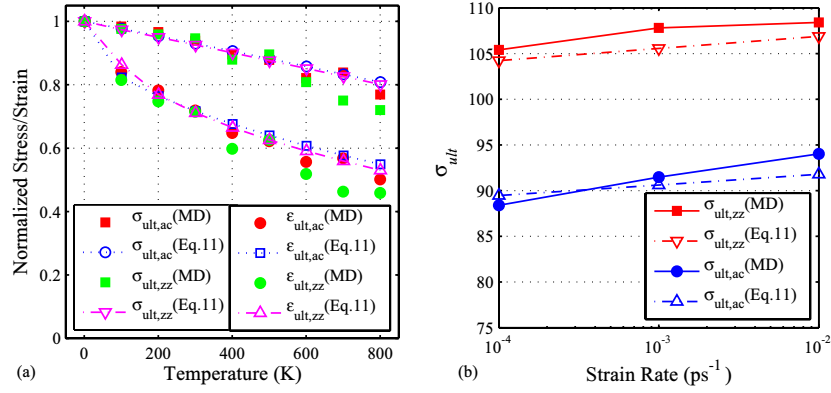 Normalized Stress/Strain
1
0.8
0.6
0.4
0.2
0
0 200 400 600 800
Temperature (K)
(a)
σult,ac(MD)
σult,ac(Eq.11)
σult,zz(MD)
σult,zz(Eq.11)
εult,ac(MD)
εult,ac(Eq.11)
εult,zz(MD)
εult,zz(Eq.11)
σult
110
105
100
95
90
85
80
75
10-4 10-3 10-2
Strain Rate (ps-1)
(b)
σult,zz(MD)
σult,zz(Eq.11)
σult,ac(MD)
σult,ac(Eq.11)